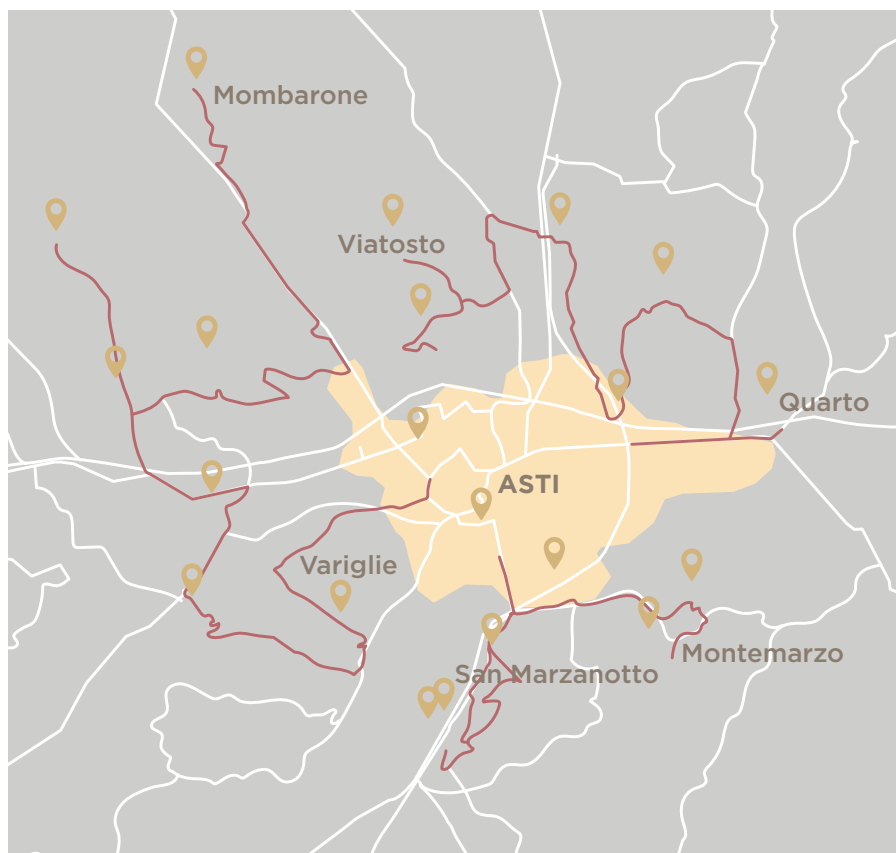 Mombarone
Viatosto
Quarto
ASTI
Variglie
Montemarzo
San Marzanotto